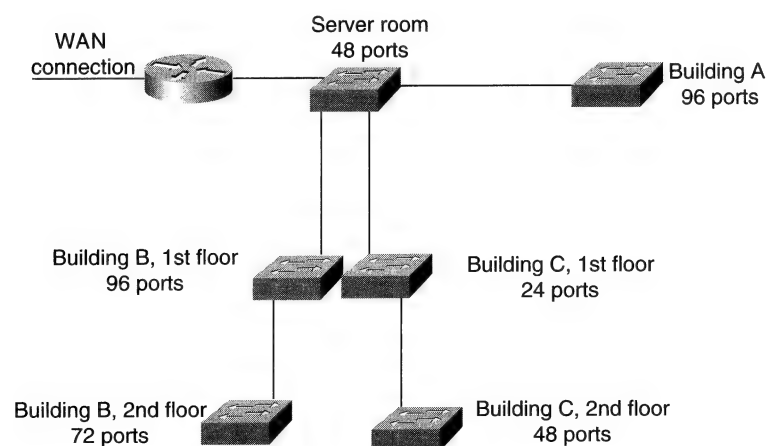 Server room
48 ports
WAN
connection
Building A
96 ports
Building B, 1st floor
96 ports
Building C, 1st floor
24 ports
Building B, 2nd floor
72 ports
Building C, 2nd floor
48 ports